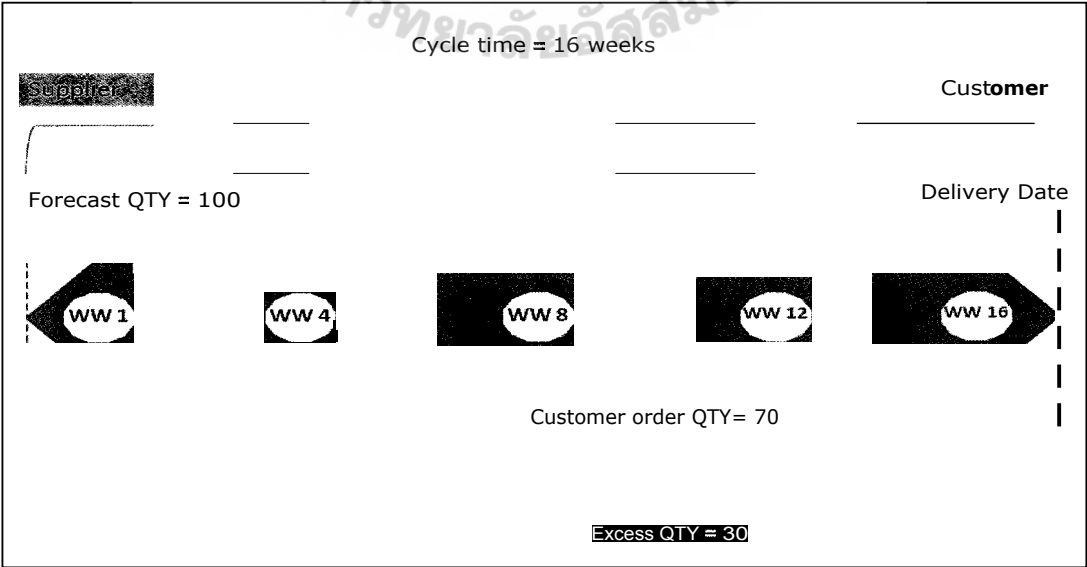 Cycle time = 16 weeks
Supplier
Customer
Forecast QTY = 100
Delivery Date
WW 1
WW 4
WW 8
WW 12
WW 16
Customer order QTY= 70
Excess QTY = 30